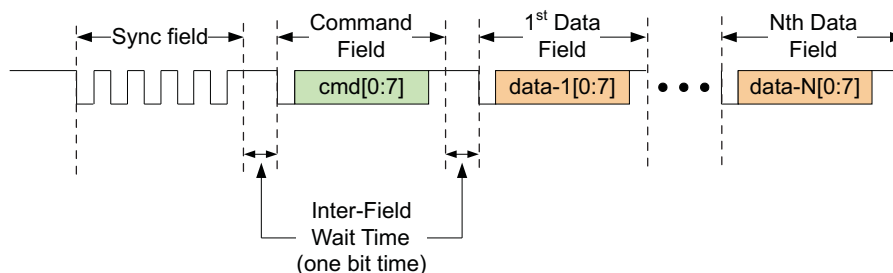 Sync field
Command
Field
1st Data
Field
Nth Data
Field
cmd[0:7]
data-1[0:7]
data-N[0:7]
Inter-Field
Wait Time
(one bit time)